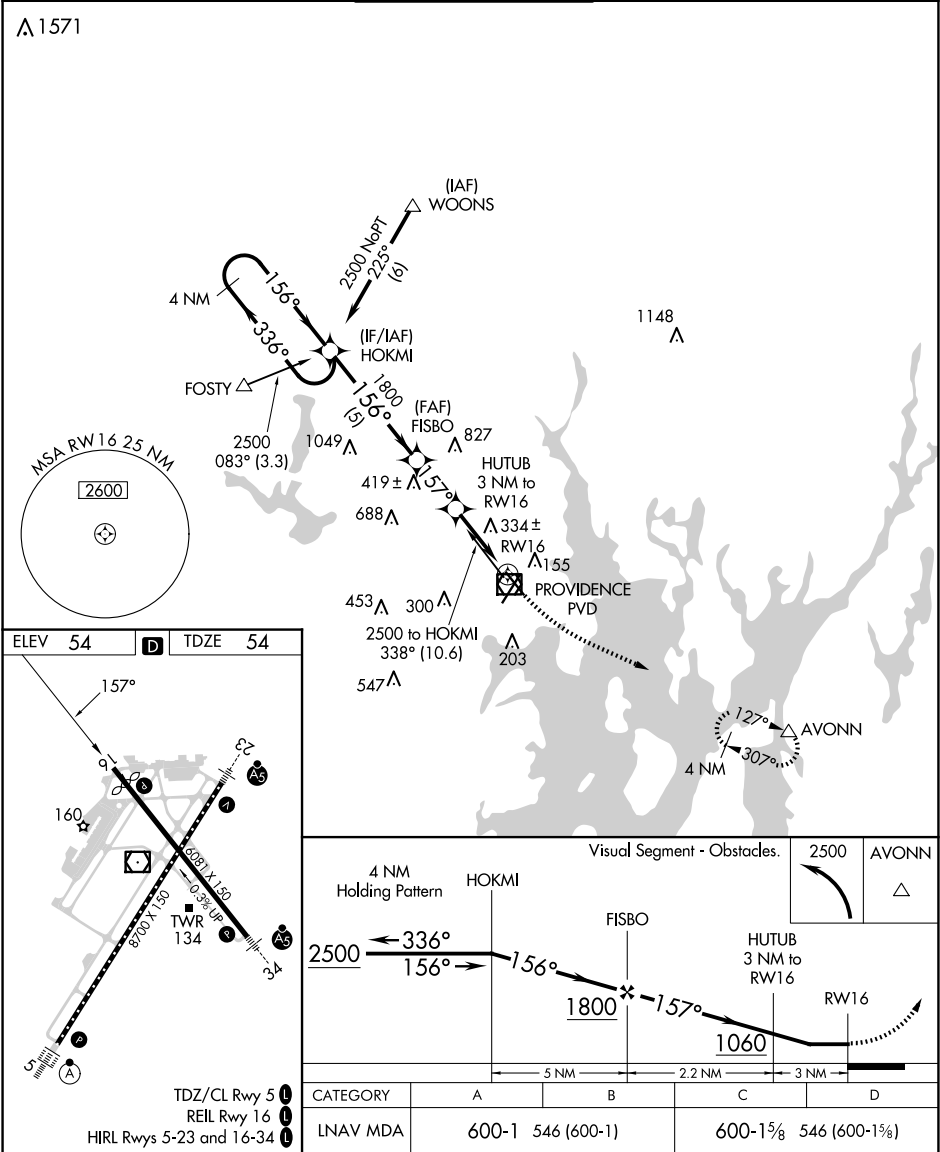 1571
(IAF)
WOONS
2500 NoPT
225°
(6)
4 NM
156°
336°
(IF/IAF)
HOKMI
FOSTY
2500
083° (3.3)
1800
156°
(5)
1148
(FAF)
FISBO
1049
827
419±
157°
HUTUB
3 NM to
RW16
688
334±
RW16
155
PROVIDENCE
PVD
453
300
2500 to HOKMI
338° (10.6)
203
547
127°
AVONN
307°
4 NM
MSA RW16 25 NM
2600
ELEV 54 D TDZE 54
157°
16
23
P
A5
V
160
6081 X 150
0.3% UP
8700 X 150
TWR
134
P
A5
34
P
5
A
TDZ/CL Rwy 5 L
REIL Rwy 16 L
HIRL Rwys 5-23 and 16-34 L
Visual Segment - Obstacles.
2500
AVONN
4 NM
Holding Pattern
HOKMI
FISBO
HUTUB
3 NM to
RW16
RW16
2500
336°
156°
156°
1800
157°
1060
5 NM
2.2 NM
3 NM
CATEGORY A B C D
LNAV MDA 600-1 546 (600-1) 600-1⅝ 546 (600-1⅝)